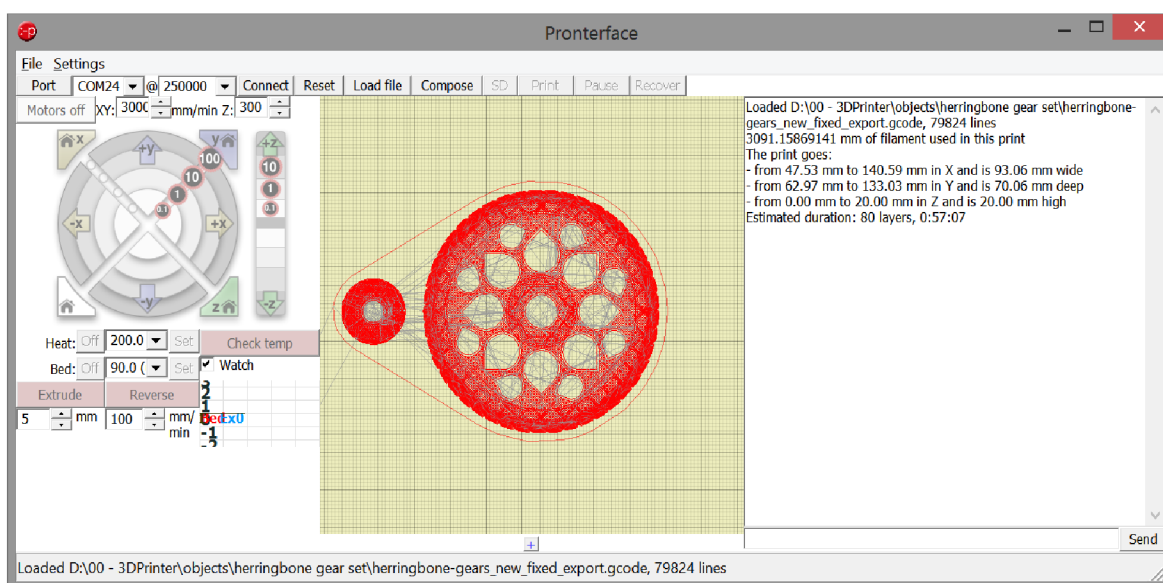 Pronterface
File Settings
Port COM24 @ 250000 Connect Reset Load file Compose SD Print Pause Recover
Motors off XY: 3000 mm/min Z: 300
+y
y
x
+z
100
10
1
0.1
10
1
0.1
-x
+x
-y
z
-z
Heat: Off 200.0 Set Check temp
Bed: Off 90.0 ( Set Watch
Extrude Reverse
5 mm 100 mm/
min
3
2
1
Bed Ex0
-1
-2
+
Loaded D:\00 - 3DPrinter\objects\herringbone gear set\herringbone-
gears_new_fixed_export.gcode, 79824 lines
3091.15869141 mm of filament used in this print
The print goes:
- from 47.53 mm to 140.59 mm in X and is 93.06 mm wide
- from 62.97 mm to 133.03 mm in Y and is 70.06 mm deep
- from 0.00 mm to 20.00 mm in Z and is 20.00 mm high
Estimated duration: 80 layers, 0:57:07
Send
Loaded D:\00 - 3DPrinter\objects\herringbone gear set\herringbone-gears_new_fixed_export.gcode, 79824 lines